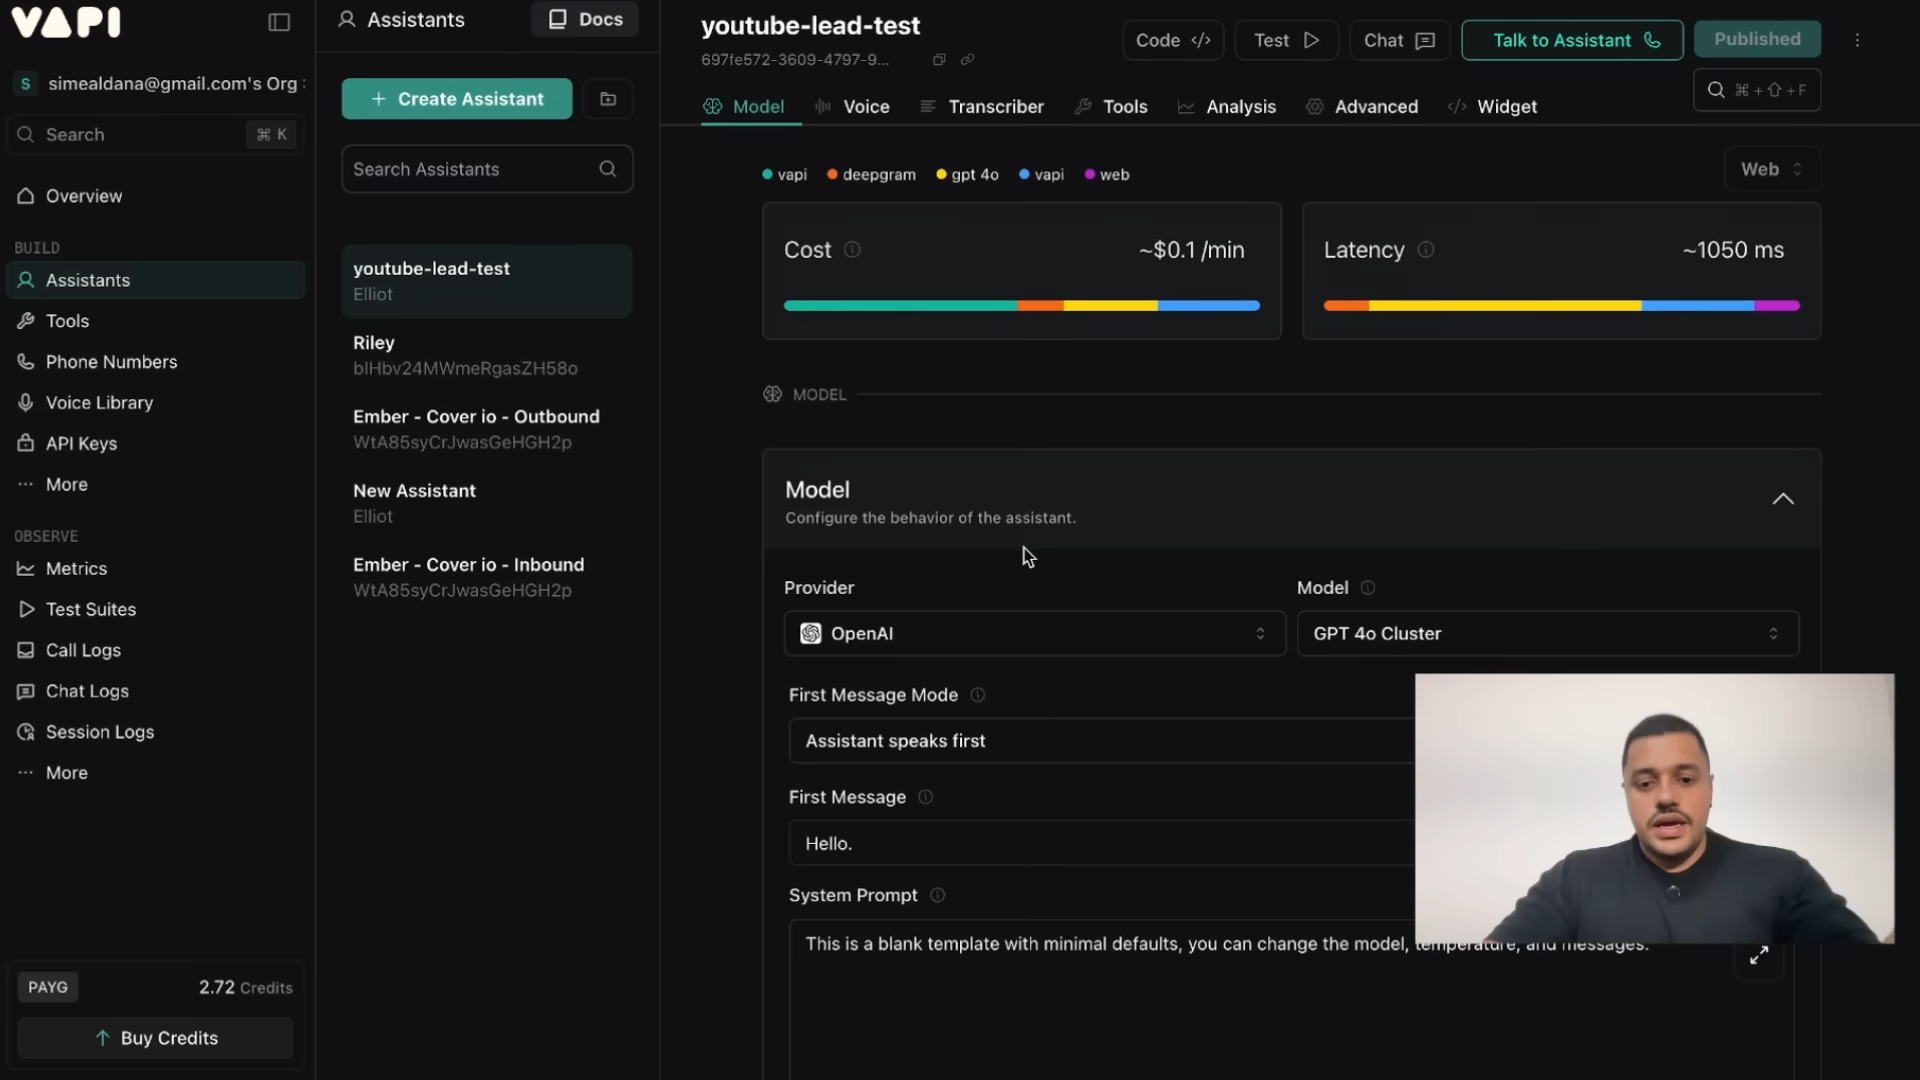 VAPI
S simealdana@gmail.com's Org
Search ⌘ K
Overview
BUILD
Assistants
Tools
Phone Numbers
Voice Library
API Keys
More
OBSERVE
Metrics
Test Suites
Call Logs
Chat Logs
Session Logs
More
PAYG 2.72 Credits
Buy Credits
Assistants Docs
Create Assistant
Search Assistants
youtube-lead-test
Elliot
Riley
bIHbv24MWmeRgasZH58o
Ember - Cover io - Outbound
WtA85syCrJwasGeHGH2p
New Assistant
Elliot
Ember - Cover io - Inbound
WtA85syCrJwasGeHGH2p
youtube-lead-test
697fe572-3609-4797-9...
Code </> Test Chat Talk to Assistant Published
⌘+⇧+F
Model Voice Transcriber Tools Analysis Advanced Widget
vapi deepgram gpt 4o vapi web
Web
Cost ~$0.1 /min
Latency ~1050 ms
MODEL
Model
Configure the behavior of the assistant.
Provider Model
OpenAI GPT 4o Cluster
First Message Mode
Assistant speaks first
First Message
Hello.
System Prompt
This is a blank template with minimal defaults, you can change the model, temperature, and messages.